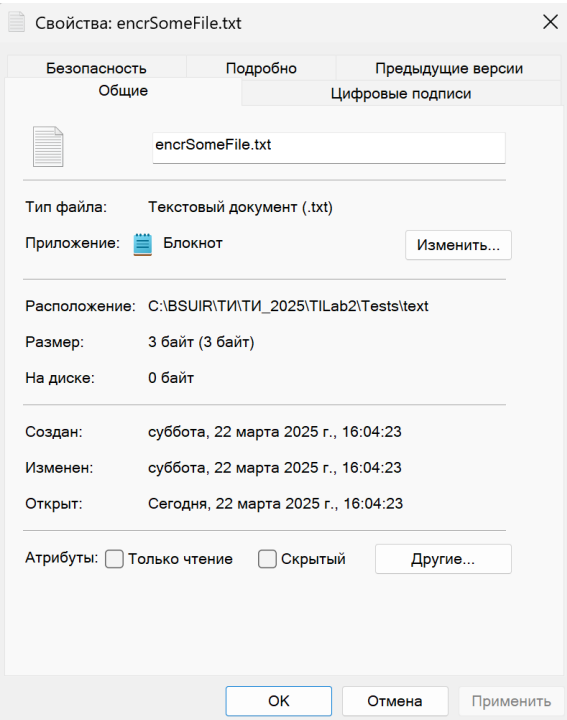 Свойства: encrSomeFile.txt
Безопасность Подробно Предыдущие версии
Общие Цифровые подписи
encrSomeFile.txt
Тип файла: Текстовый документ (.txt)
Приложение: Блокнот Изменить...
Расположение: C:\BSUIR\ТИ\ТИ_2025\TILab2\Tests\text
Размер: 3 байт (3 байт)
На диске: 0 байт
Создан: суббота, 22 марта 2025 г., 16:04:23
Изменен: суббота, 22 марта 2025 г., 16:04:23
Открыт: Сегодня, 22 марта 2025 г., 16:04:23
Атрибуты: Только чтение Скрытый Другие...
ОК Отмена Применить